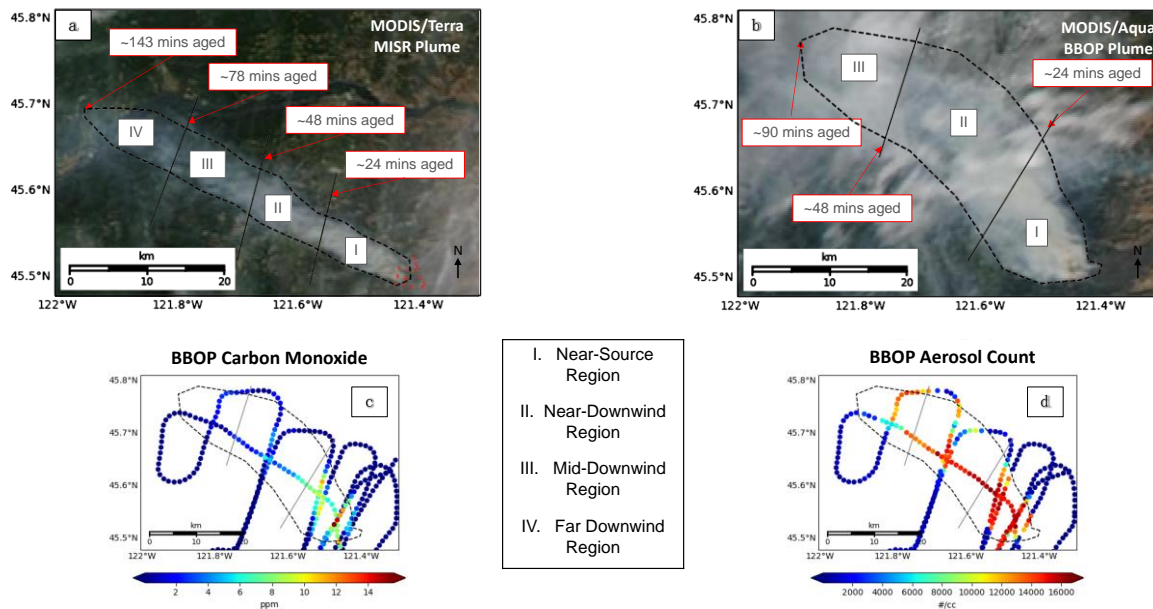 a
MODIS/Terra
MISR Plume
~143 mins aged
~78 mins aged
~48 mins aged
~24 mins aged
IV
III
II
I
km
0 10 20
N
45.8°N
45.7°N
45.6°N
45.5°N
122°W 121.8°W 121.6°W 121.4°W
b
MODIS/Aqua
BBOP Plume
~24 mins aged
~90 mins aged
~48 mins aged
III
II
I
km
0 10 20
N
45.8°N
45.7°N
45.6°N
45.5°N
122°W 121.8°W 121.6°W 121.4°W
BBOP Carbon Monoxide
c
45.8°N
45.7°N
45.6°N
45.5°N
km
0 10
122°W 121.8°W 121.6°W 121.4°W
2 4 6 8 10 12 14
ppm
I. Near-Source
Region
II. Near-Downwind
Region
III. Mid-Downwind
Region
IV. Far Downwind
Region
BBOP Aerosol Count
d
45.8°N
45.7°N
45.6°N
45.5°N
km
0 10
122°W 121.8°W 121.6°W 121.4°W
2000 4000 6000 8000 10000 12000 14000 16000
#/cc